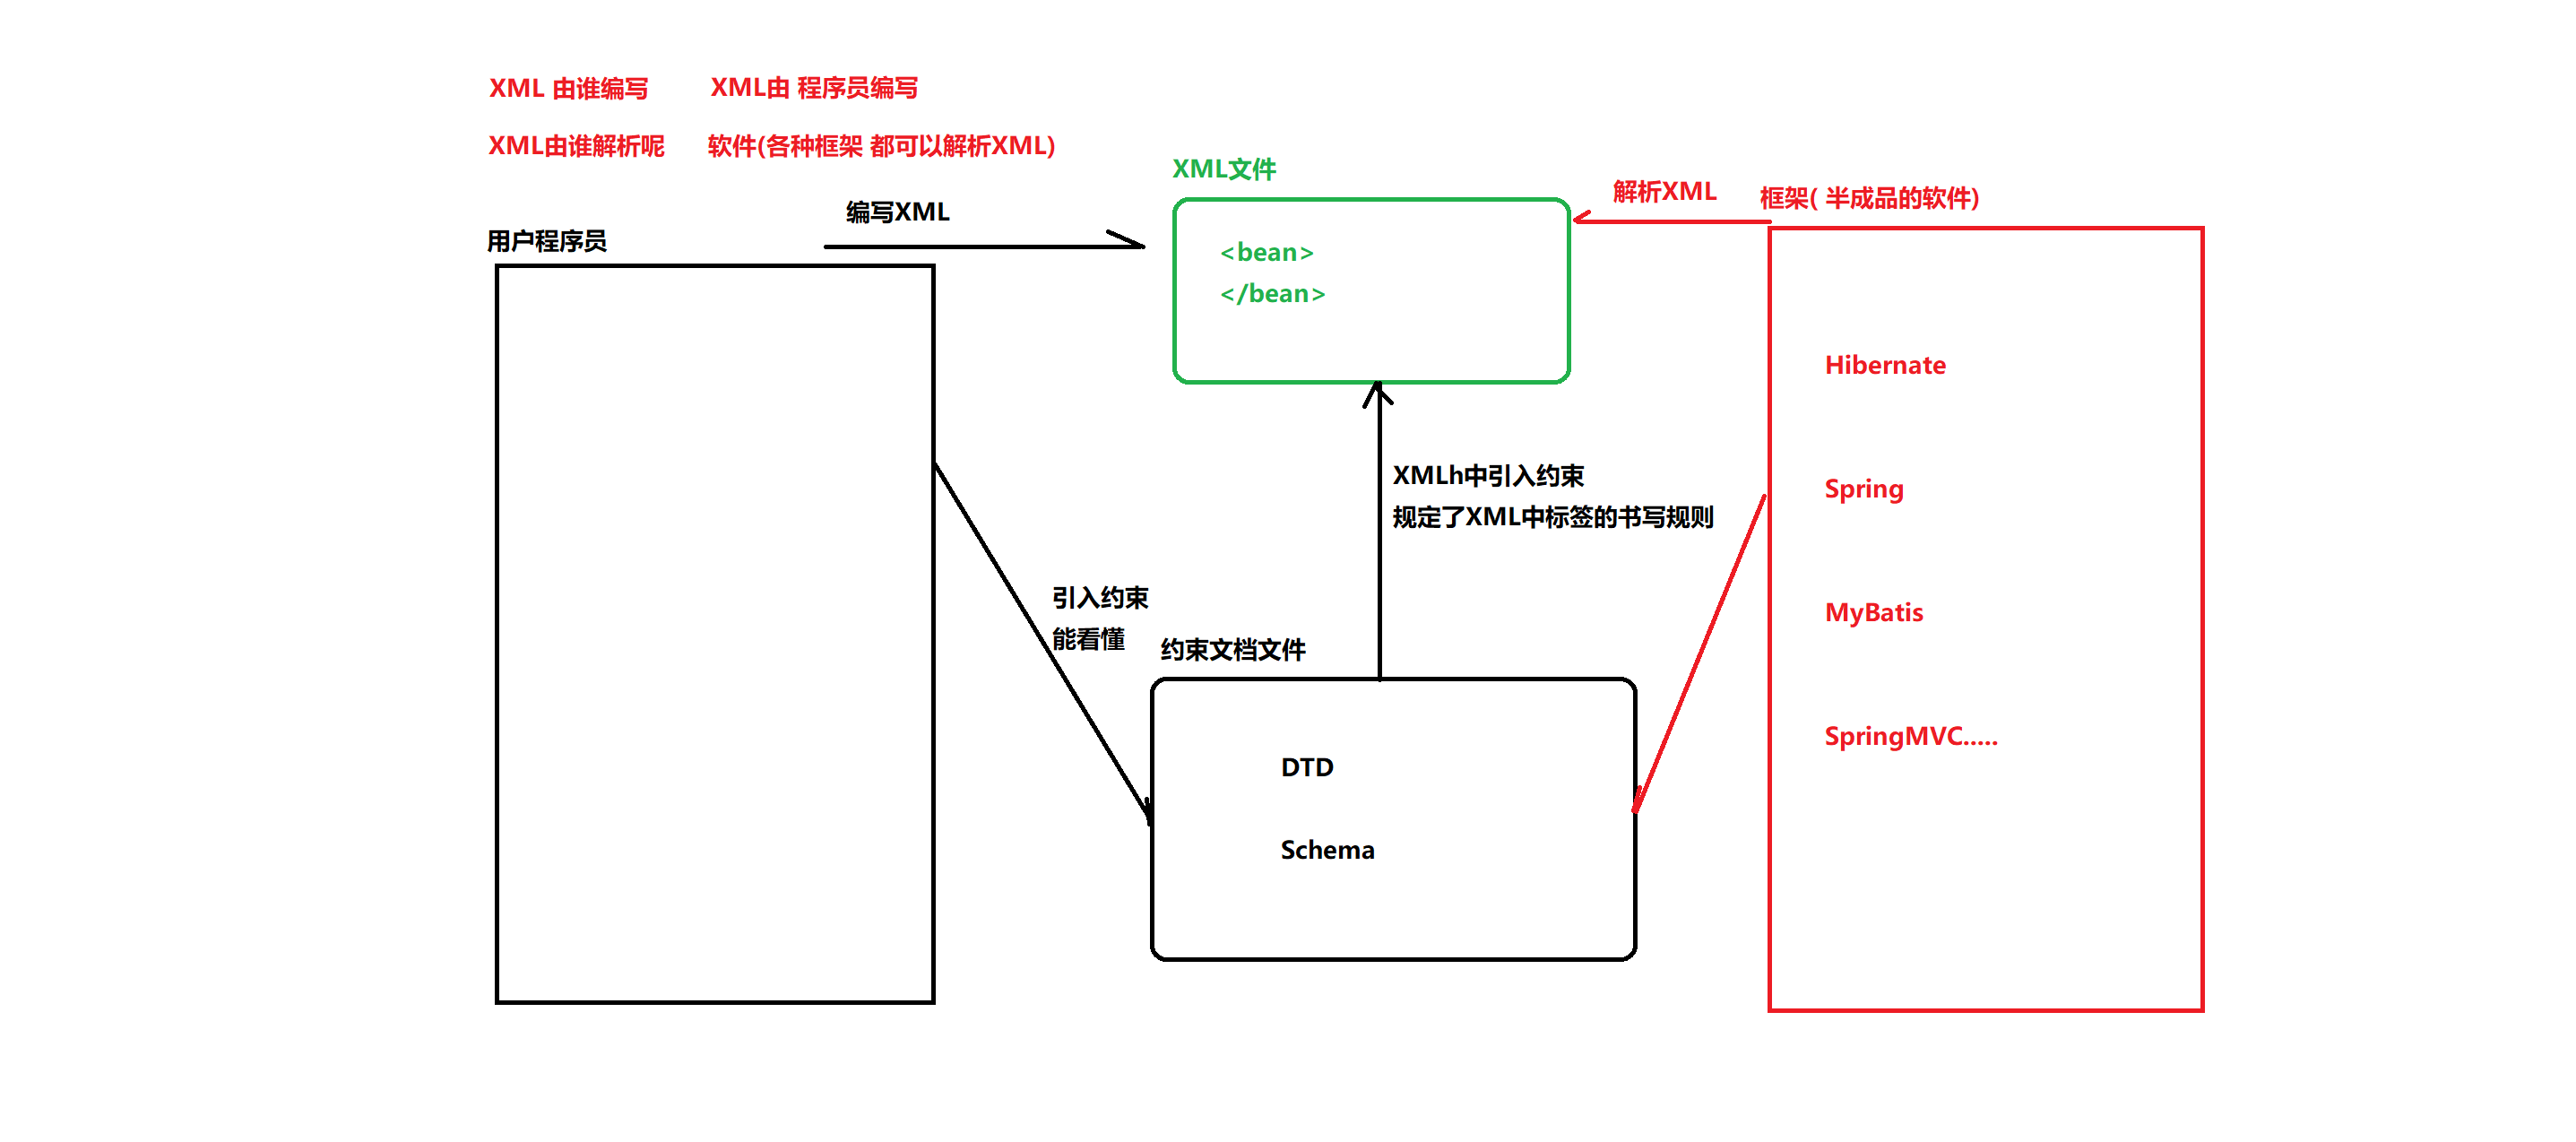 XML 由谁编写
XML由 程序员编写
XML由谁解析呢
软件(各种框架 都可以解析XML)
XML文件
解析XML
框架( 半成品的软件)
编写XML
用户程序员
<bean>
</bean>
Hibernate
XMLh中引入约束
规定了XML中标签的书写规则
Spring
引入约束
能看懂
MyBatis
约束文档文件
SpringMVC.....
DTD
Schema